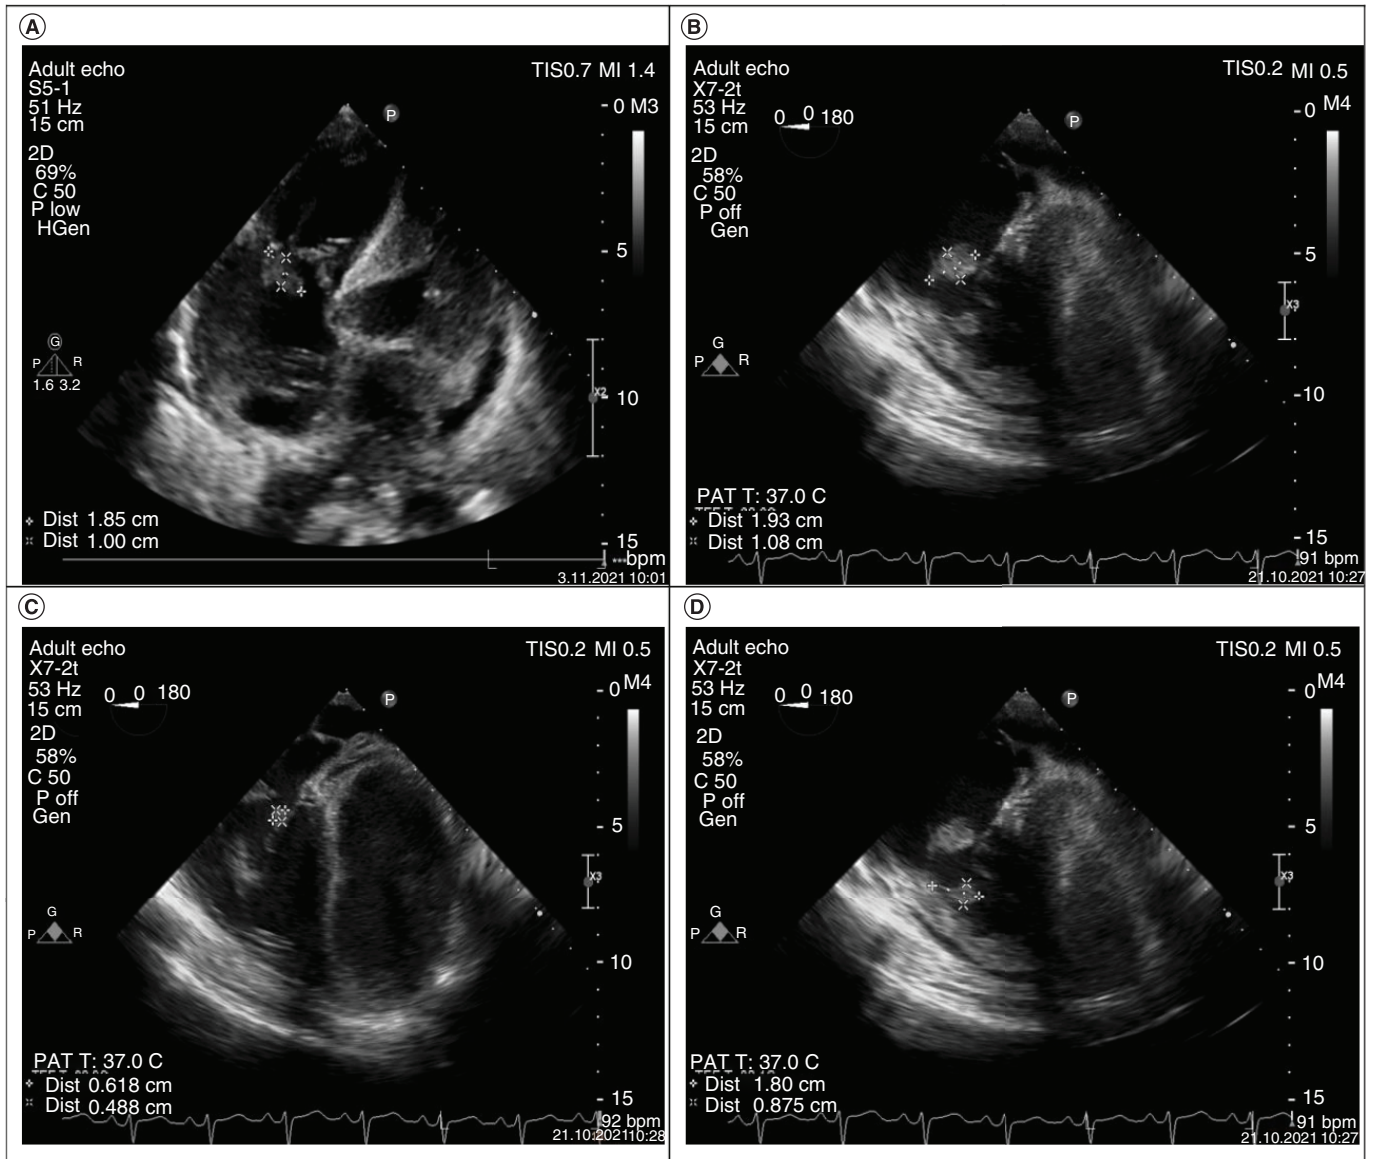 A
Adult echo
S5-1
51 Hz
15 cm
2D
69%
C 50
P low
HGen
TIS0.7 MI 1.4
P
0 M3
5
10
15
X2
G
P R
1.6 3.2
Dist 1.85 cm
Dist 1.00 cm
***bpm
3.11.2021 10:01
B
Adult echo
X7-2t
53 Hz
15 cm
0 0 180
2D
58%
C 50
P off
Gen
TIS0.2 MI 0.5
P
0 M4
5
10
15
X3
G
P R
PAT T: 37.0 C
Dist 1.93 cm
Dist 1.08 cm
91 bpm
21.10.2021 10:27
C
Adult echo
X7-2t
53 Hz
15 cm
0 0 180
2D
58%
C 50
P off
Gen
TIS0.2 MI 0.5
P
0 M4
5
10
15
X3
G
P R
PAT T: 37.0 C
Dist 0.618 cm
Dist 0.488 cm
92 bpm
21.10.2021 10:28
D
Adult echo
X7-2t
53 Hz
15 cm
0 0 180
2D
58%
C 50
P off
Gen
TIS0.2 MI 0.5
P
0 M4
5
10
15
X3
G
P R
PAT T: 37.0 C
Dist 1.80 cm
Dist 0.875 cm
91 bpm
21.10.2021 10:27